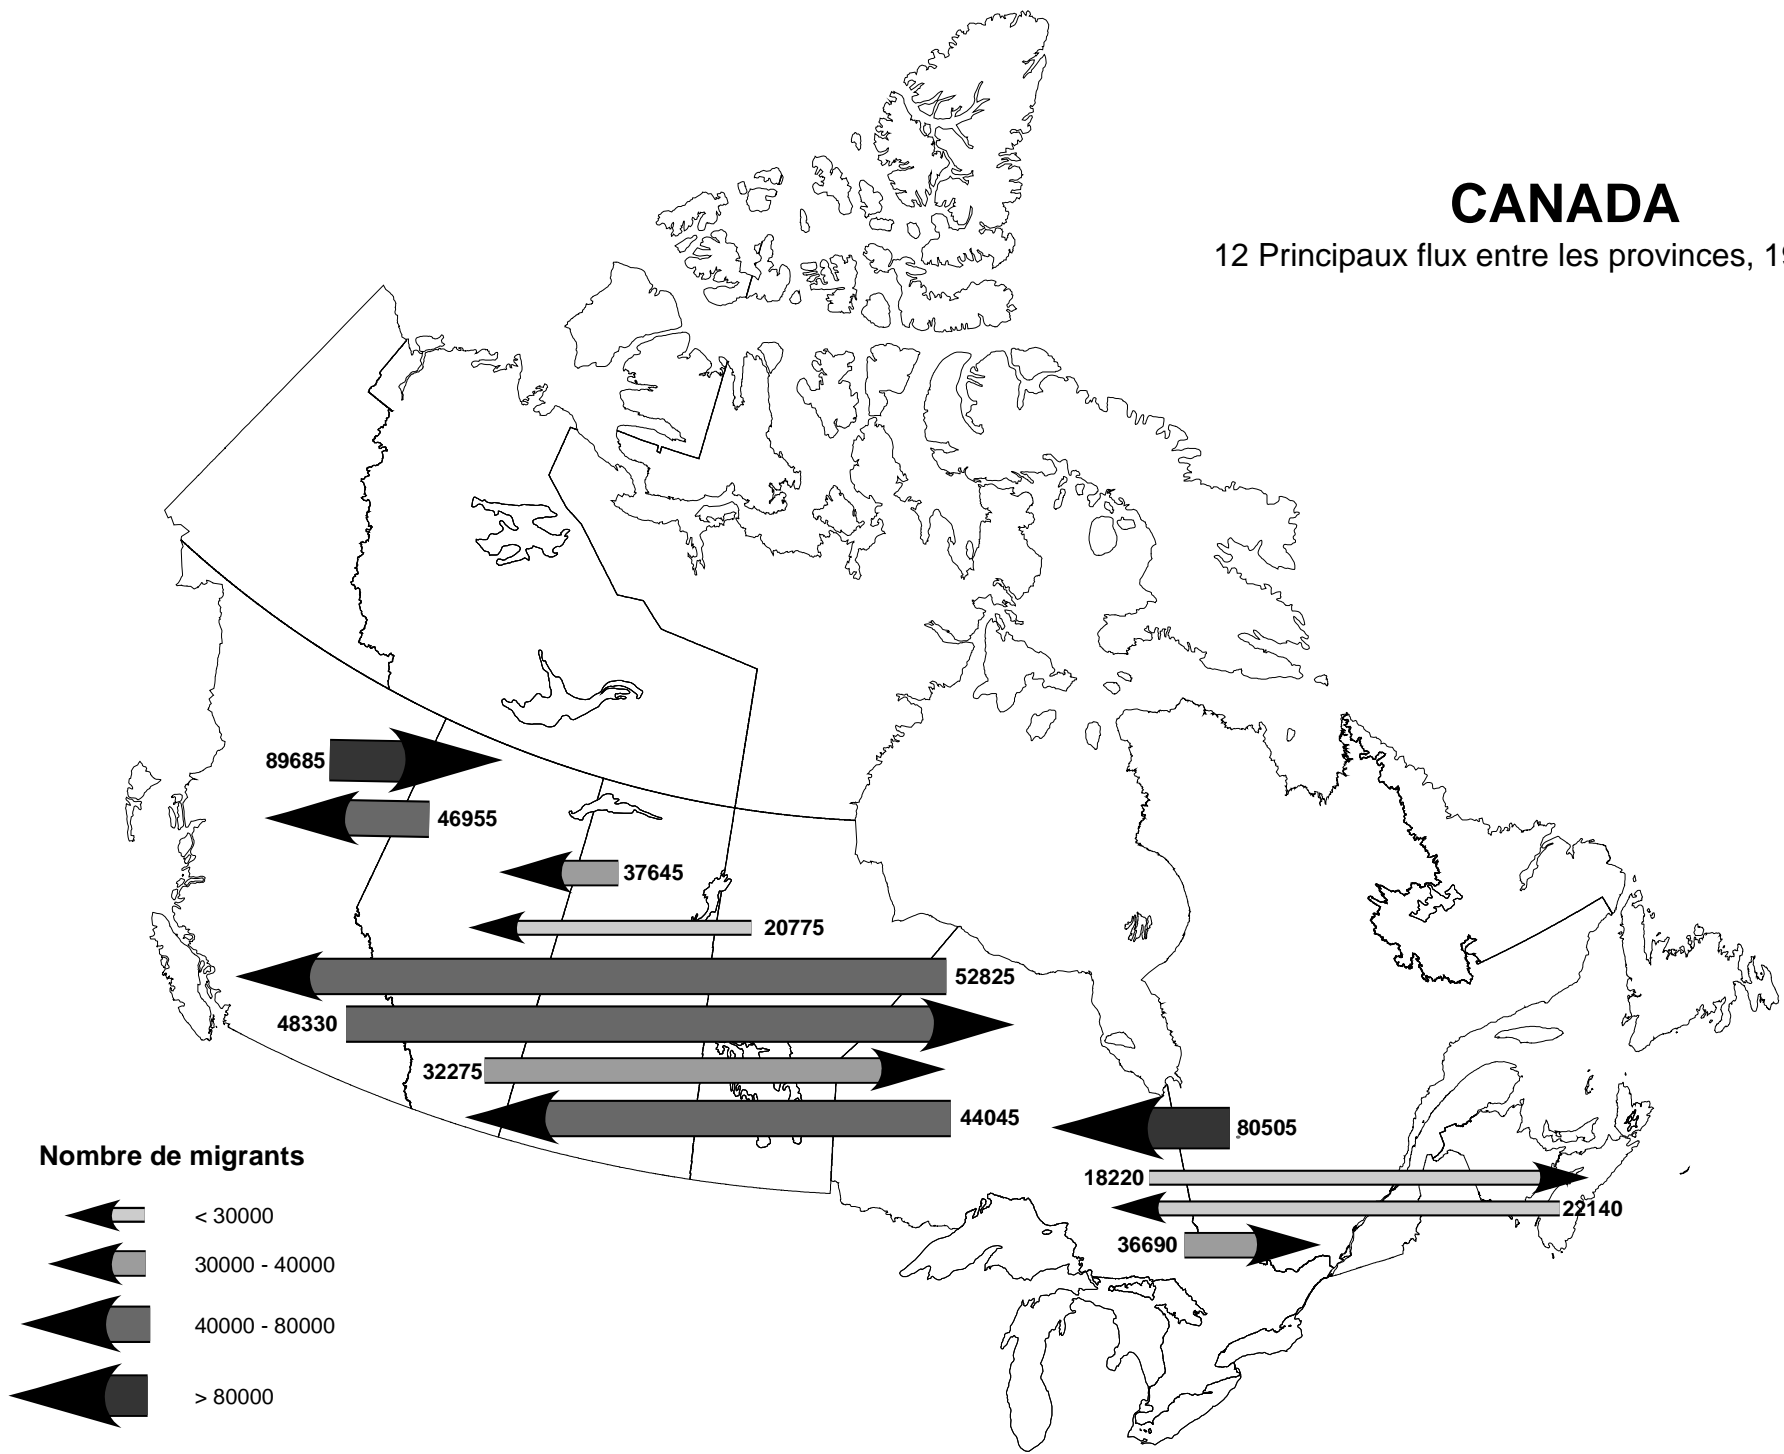 CANADA
12 Principaux flux entre les provinces, 19
89685
46955
37645
20775
52825
48330
32275
44045
80505
18220
22140
36690
Nombre de migrants
< 30000
30000 - 40000
40000 - 80000
> 80000